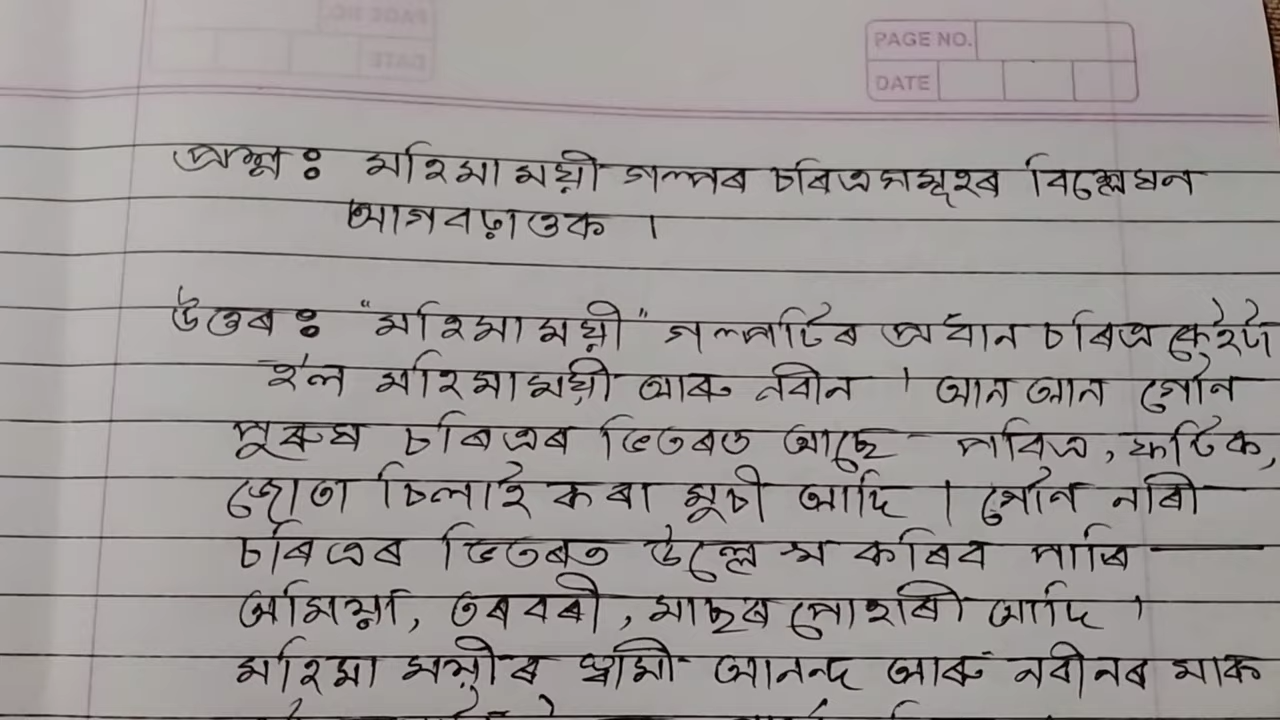 PAGE NO.
DATE
প্ৰশ্নঃ মহিমাময়ী গল্পৰ চৰিত্ৰসমূহৰ বিশ্লেষন
আগবঢ়াওক ।
উত্তৰঃ "মহিমাময়ী" গল্পটিৰ প্ৰধান চৰিত্ৰ কেইটা
হ'ল মহিমাময়ী আৰু নবীন । আন আন গৌন
পুৰুষ চৰিত্ৰৰ ভিতৰত আছে - পবিত্ৰ, ফটিক,
জোতা চিলাই কৰা মুচী আদি । গৌন নাৰী
চৰিত্ৰৰ ভিতৰত উল্লেখ কৰিব পাৰি —
অমিয়া, তৰবৰী, মাছৰ পোহাৰী আদি ।
মহিমা ময়ীৰ স্বামী আনন্দ আৰু নবীনৰ মাক